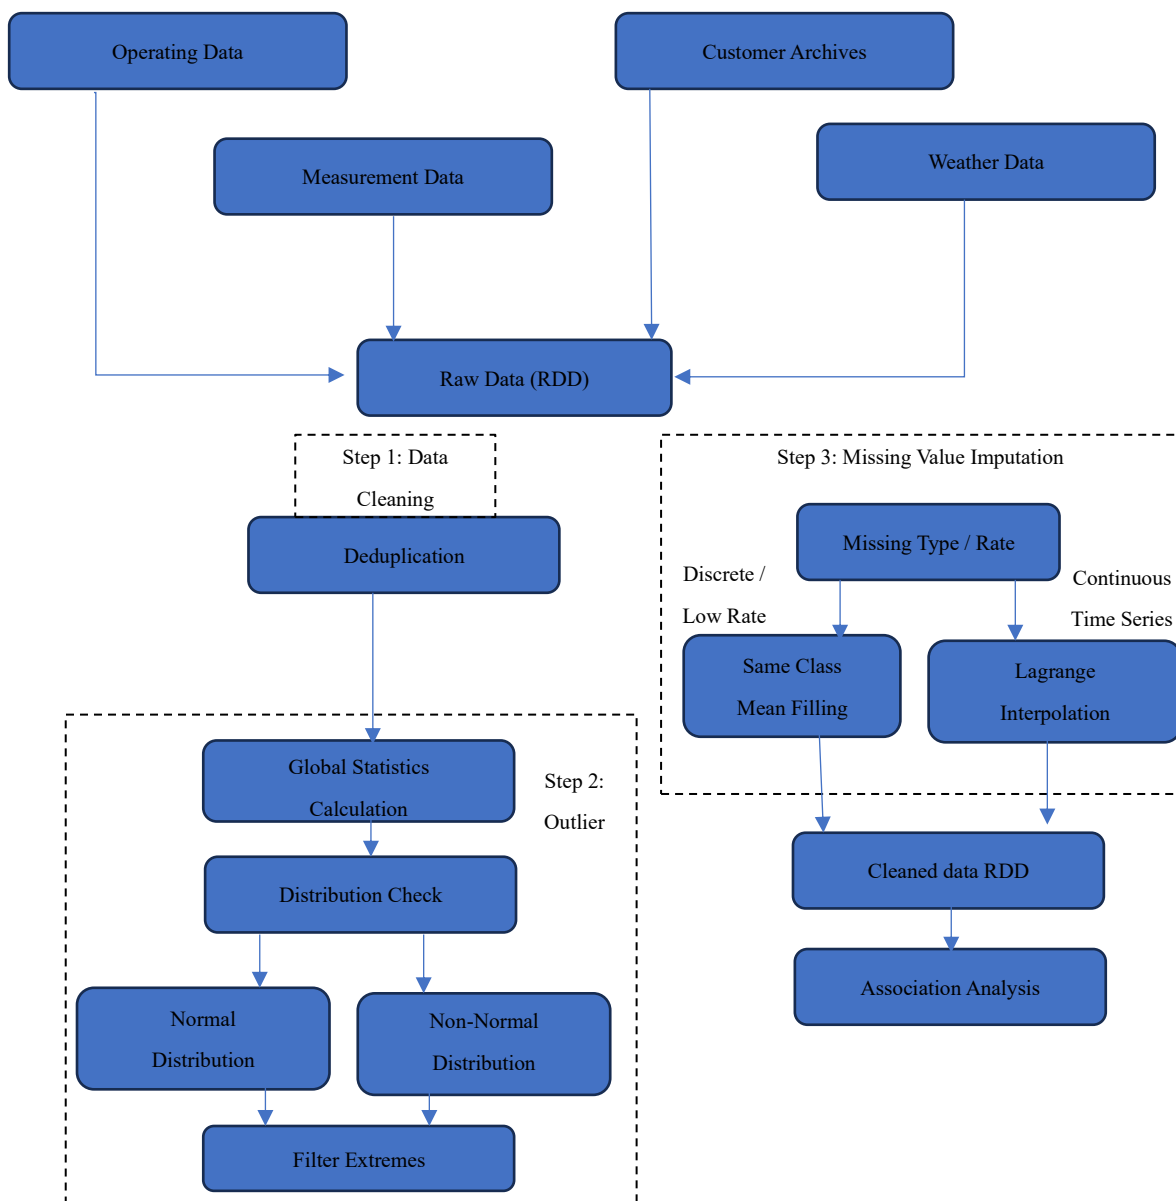 Operating Data
Customer Archives
Measurement Data
Weather Data
Raw Data (RDD)
Step 1: Data
Cleaning
Deduplication
Global Statistics
Calculation
Step 2:
Outlier
Distribution Check
Normal
Distribution
Non-Normal
Distribution
Filter Extremes
Step 3: Missing Value Imputation
Missing Type / Rate
Discrete /
Low Rate
Continuous
Time Series
Same Class
Mean Filling
Lagrange
Interpolation
Cleaned data RDD
Association Analysis